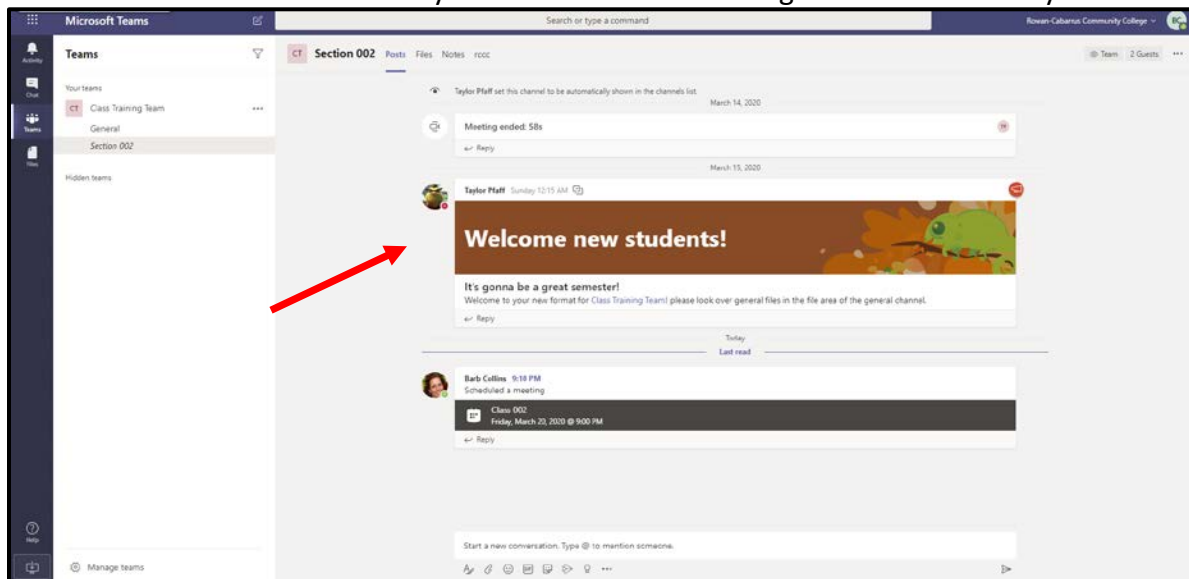 Microsoft Teams
Search or type a command
Rowan-Cabarrus Community College
Activity
Chat
Teams
Files
Help
Teams
Your teams
CT Class Training Team
General
Section 002
Hidden teams
Manage teams
CT Section 002 Posts Files Notes rccc
Team 2 Guests
Taylor Pfaff set this channel to be automatically shown in the channels list.
March 14, 2020
Meeting ended: 58s
Reply
March 15, 2020
Taylor Pfaff Sunday 12:15 AM
Welcome new students!
It's gonna be a great semester!
Welcome to your new format for Class Training Team! please look over general files in the file area of the general channel.
Reply
Today
Last read
Barb Collins 9:18 PM
Scheduled a meeting
Class 002
Friday, March 20, 2020 @ 9:00 PM
Reply
Start a new conversation. Type @ to mention someone.